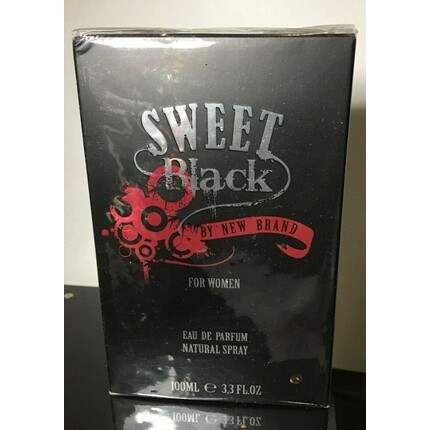 SWEET
Black
BY NEW BRAND
FOR WOMEN
EAU DE PARFUM
NATURAL SPRAY
100ML ℮ 3.3 FL.OZ